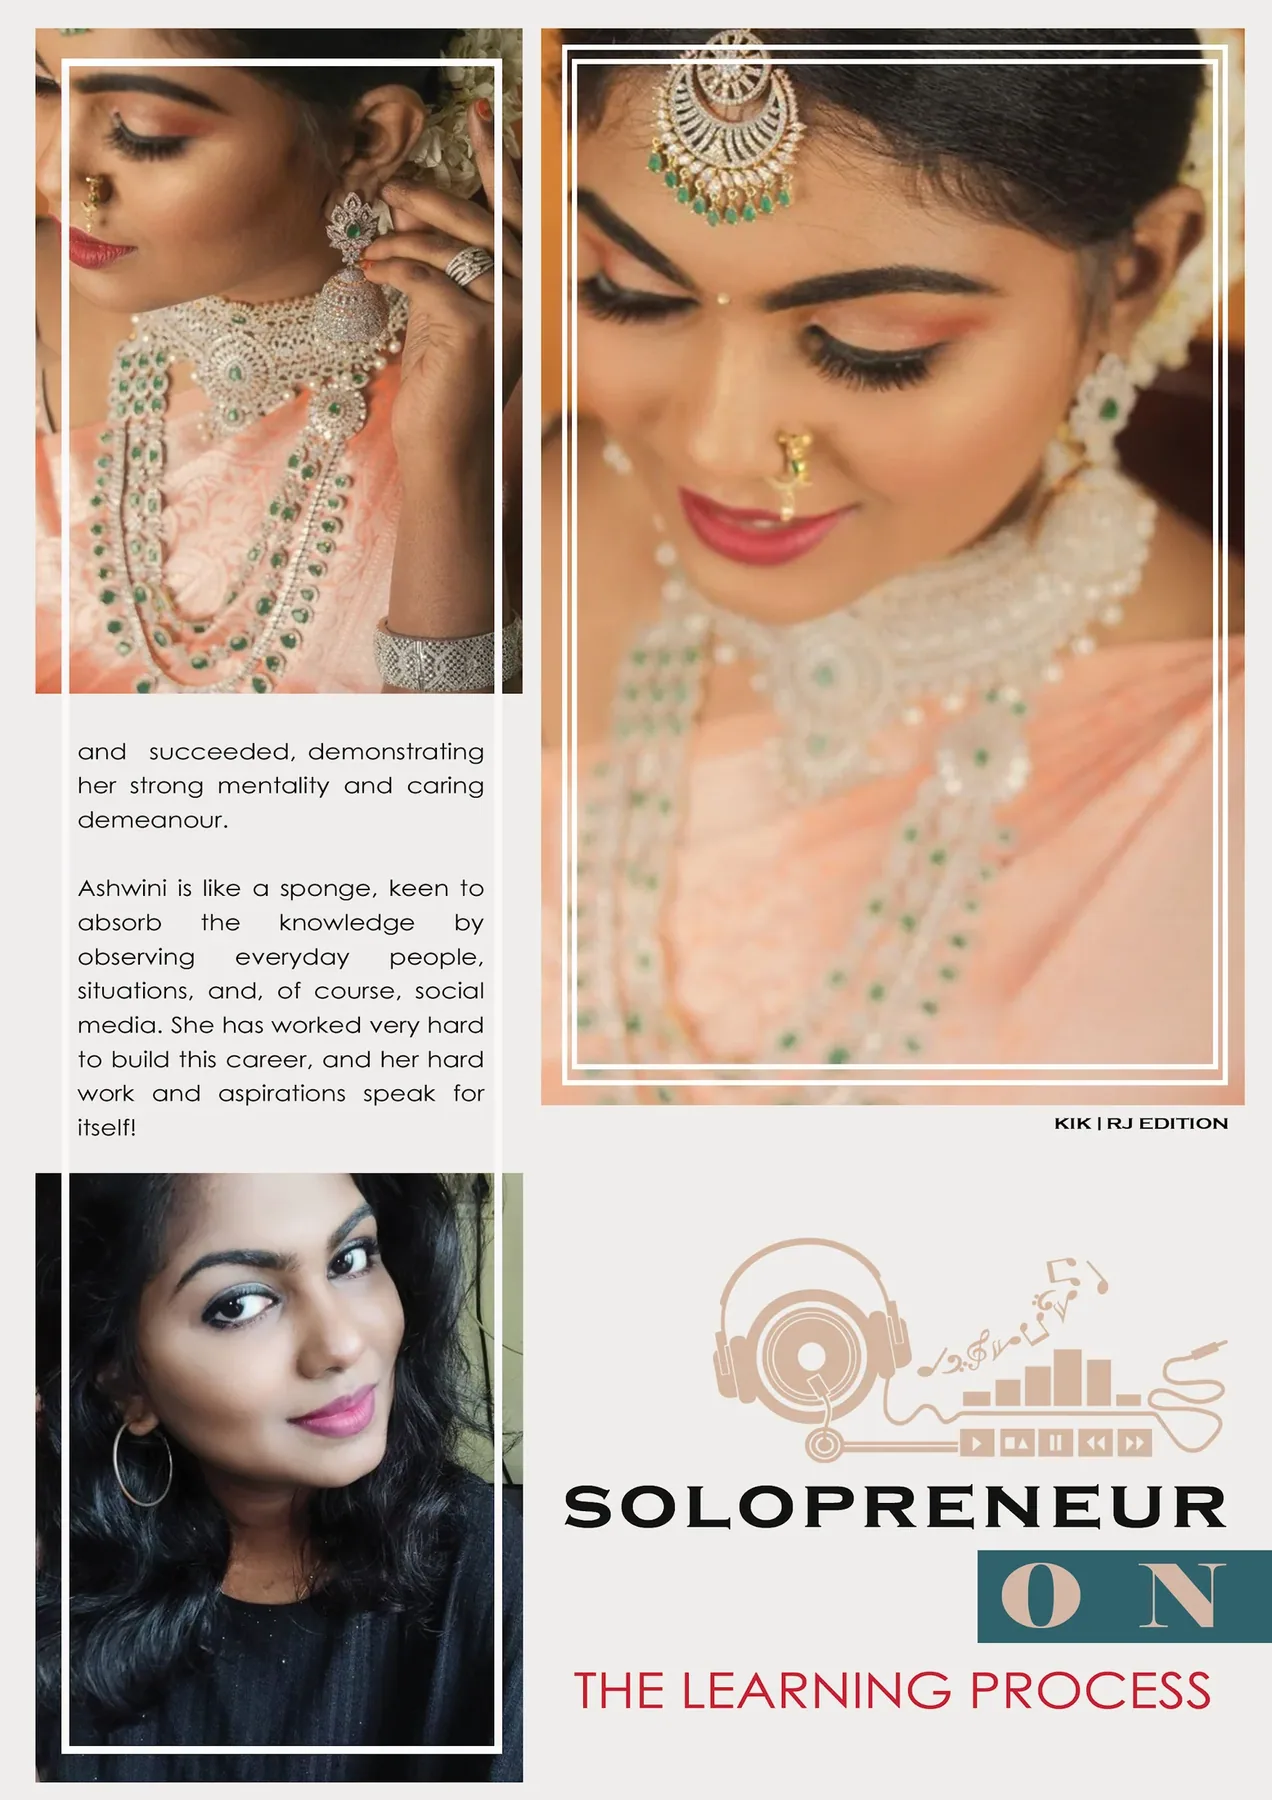 and succeeded, demonstrating
her strong mentality and caring
demeanour.
Ashwini is like a sponge, keen to
absorb the knowledge by
observing everyday people,
situations, and, of course, social
media. She has worked very hard
to build this career, and her hard
work and aspirations speak for
itself!
KIK | RJ EDITION
SOLOPRENEUR
ON
THE LEARNING PROCESS